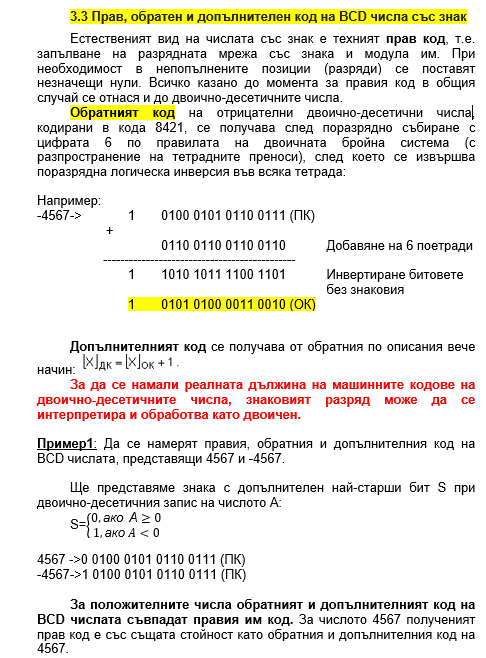 3.3 Прав, обратен и допълнителен код на BCD числа със знак
Естественият вид на числата със знак е техният прав код, т.е.
запълване на разрядната мрежа със знака и модула им. При
необходимост в непопълнените позиции (разряди) се поставят
незначещи нули. Всичко казано до момента за правия код в общия
случай се отнася и до двоично-десетичните числа.
Обратният код на отрицателни двоично-десетични числа,
кодирани в кода 8421, се получава след поразрядно събиране с
цифрата 6 по правилата на двоичната бройна система (с
разпространение на тетрадните преноси), след което се извършва
поразрядна логическа инверсия във всяка тетрада:
Например:
-4567-> 1 0100 0101 0110 0111 (ПК)
+
0110 0110 0110 0110 Добавяне на 6 поетради
-----------------------------------------------
1 1010 1011 1100 1101 Инвертиране битовете
без знаковия
1 0101 0100 0011 0010 (ОК)
Допълнителният код се получава от обратния по описания вече
начин: [X]ДК = [X]ОК + 1 .
За да се намали реалната дължина на машинните кодове на
двоично-десетичните числа, знаковият разряд може да се
интерпретира и обработва като двоичен.
Пример1: Да се намерят правия, обратния и допълнителния код на
BCD числата, представящи 4567 и -4567.
Ще представяме знака с допълнителен най-старши бит S при
двоично-десетичния запис на числото A:
S={0, ако A ≥ 0
1, ако A < 0
4567 ->0 0100 0101 0110 0111 (ПК)
-4567->1 0100 0101 0110 0111 (ПК)
За положителните числа обратният и допълнителният код на
BCD числата съвпадат правия им код. За числото 4567 полученият
прав код е със същата стойност като обратния и допълнителния код на
4567.